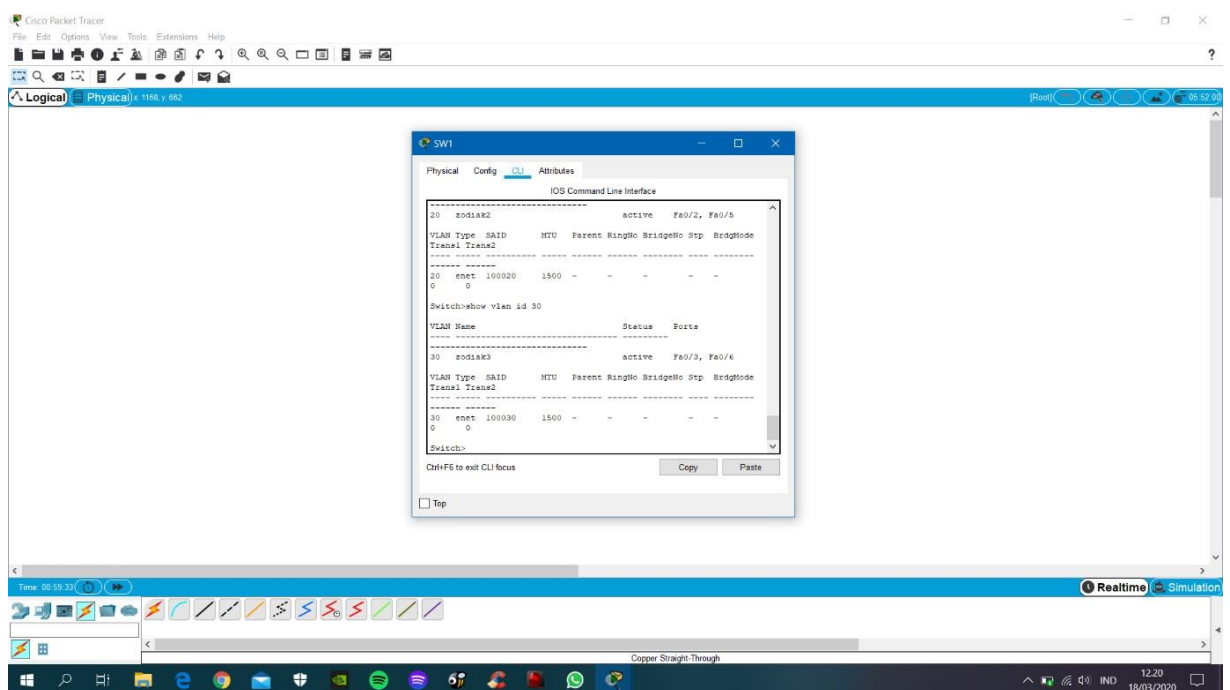 Cisco Packet Tracer
File Edit Options View Tools Extensions Help
?
Logical Physical x: 1168, y: 662 [Root] 05:52:00
SW1
Physical Config CLI Attributes
IOS Command Line Interface
--------------------------------
20 zodiak2 active Fa0/2, Fa0/5
VLAN Type SAID MTU Parent RingNo BridgeNo Stp BrdgMode
Trans1 Trans2
---- ----- ---------- ----- ------ ------ -------- ---- --------
------ ------
20 enet 100020 1500 - - - - -
0 0
Switch>show vlan id 30
VLAN Name Status Ports
---- -------------------------------- ---------
--------------------------------
30 zodiak3 active Fa0/3, Fa0/6
VLAN Type SAID MTU Parent RingNo BridgeNo Stp BrdgMode
Trans1 Trans2
---- ----- ---------- ----- ------ ------ -------- ---- --------
------ ------
30 enet 100030 1500 - - - - -
0 0
Switch>
Ctrl+F6 to exit CLI focus Copy Paste
Top
Time: 00:59:33 Realtime Simulation
Copper Straight-Through
IND 12.20
18/03/2020